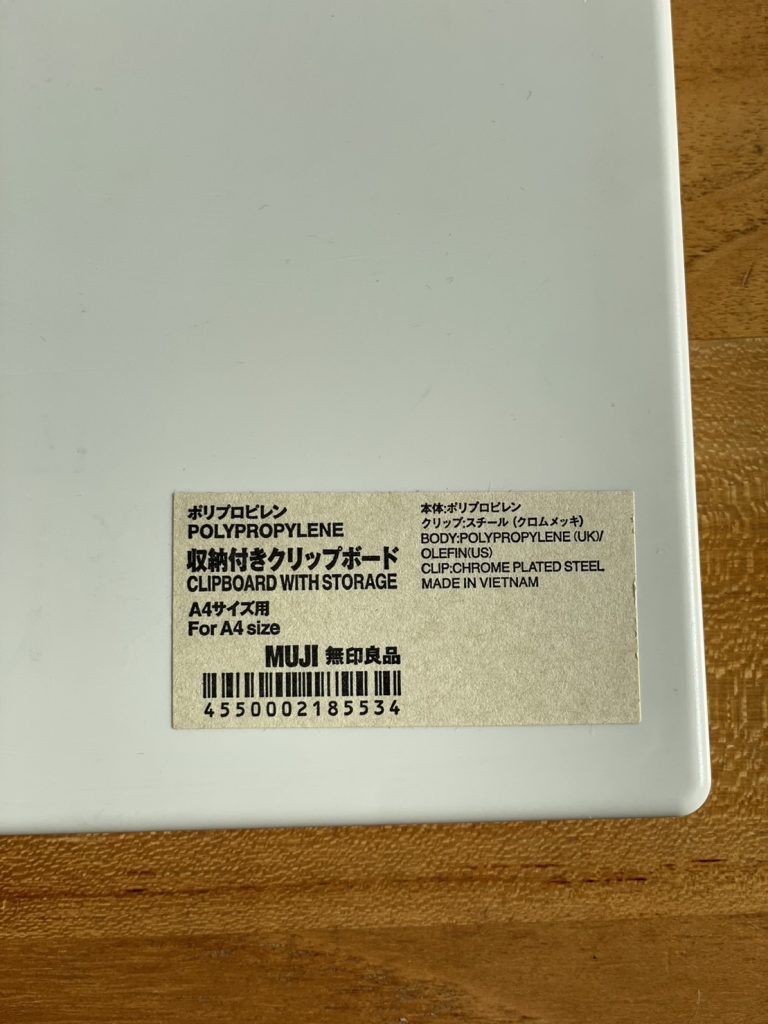 ポリプロピレン
POLYPROPYLENE
収納付きクリップボード
CLIPBOARD WITH STORAGE
A4サイズ用
For A4 size
MUJI 無印良品
4550002185534
本体:ポリプロピレン
クリップ:スチール（クロムメッキ）
BODY:POLYPROPYLENE (UK)/
OLEFIN(US)
CLIP:CHROME PLATED STEEL
MADE IN VIETNAM